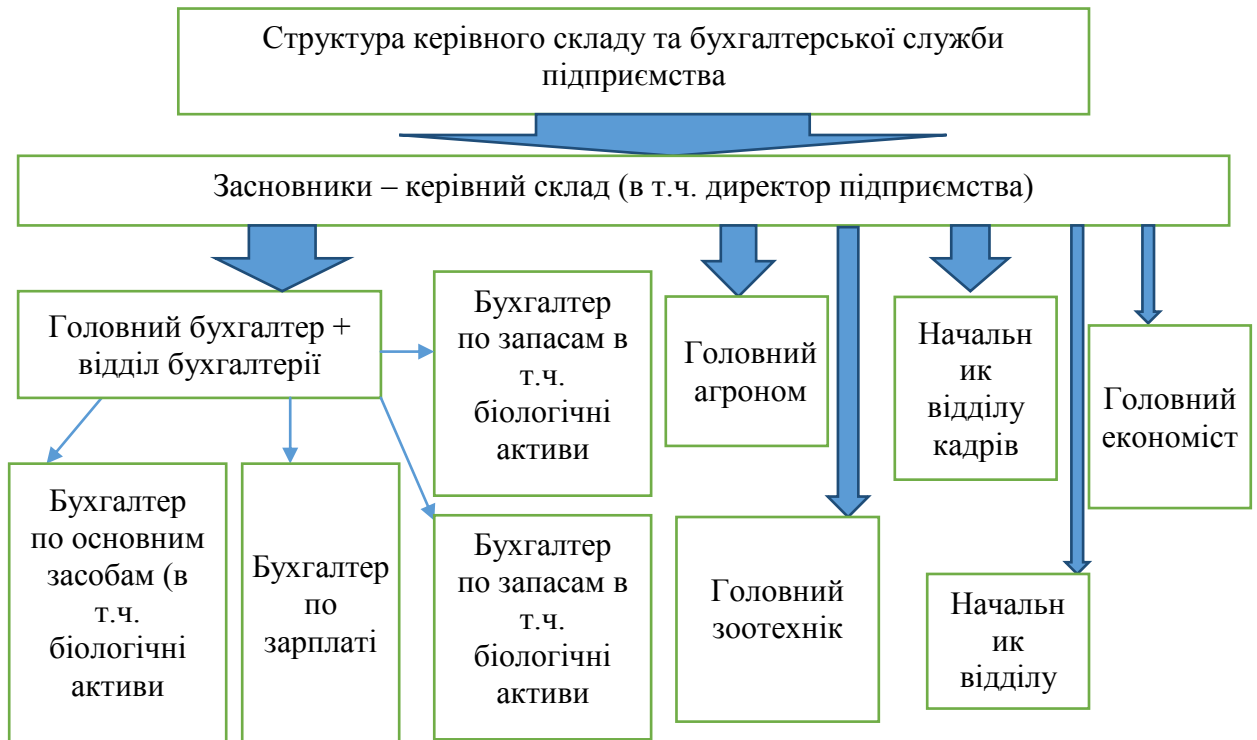 Структура керівного складу та бухгалтерської служби
підприємства
Засновники – керівний склад (в т.ч. директор підприємства)
Головний бухгалтер +
відділ бухгалтерії
Бухгалтер
по запасам в
т.ч.
біологічні
активи
Головний
агроном
Начальн
ик
відділу
кадрів
Головний
економіст
Бухгалтер
по основним
засобам (в
т.ч.
біологічні
активи
Бухгалтер
по
зарплаті
Бухгалтер
по запасам в
т.ч.
біологічні
активи
Головний
зоотехнік
Начальн
ик
відділу